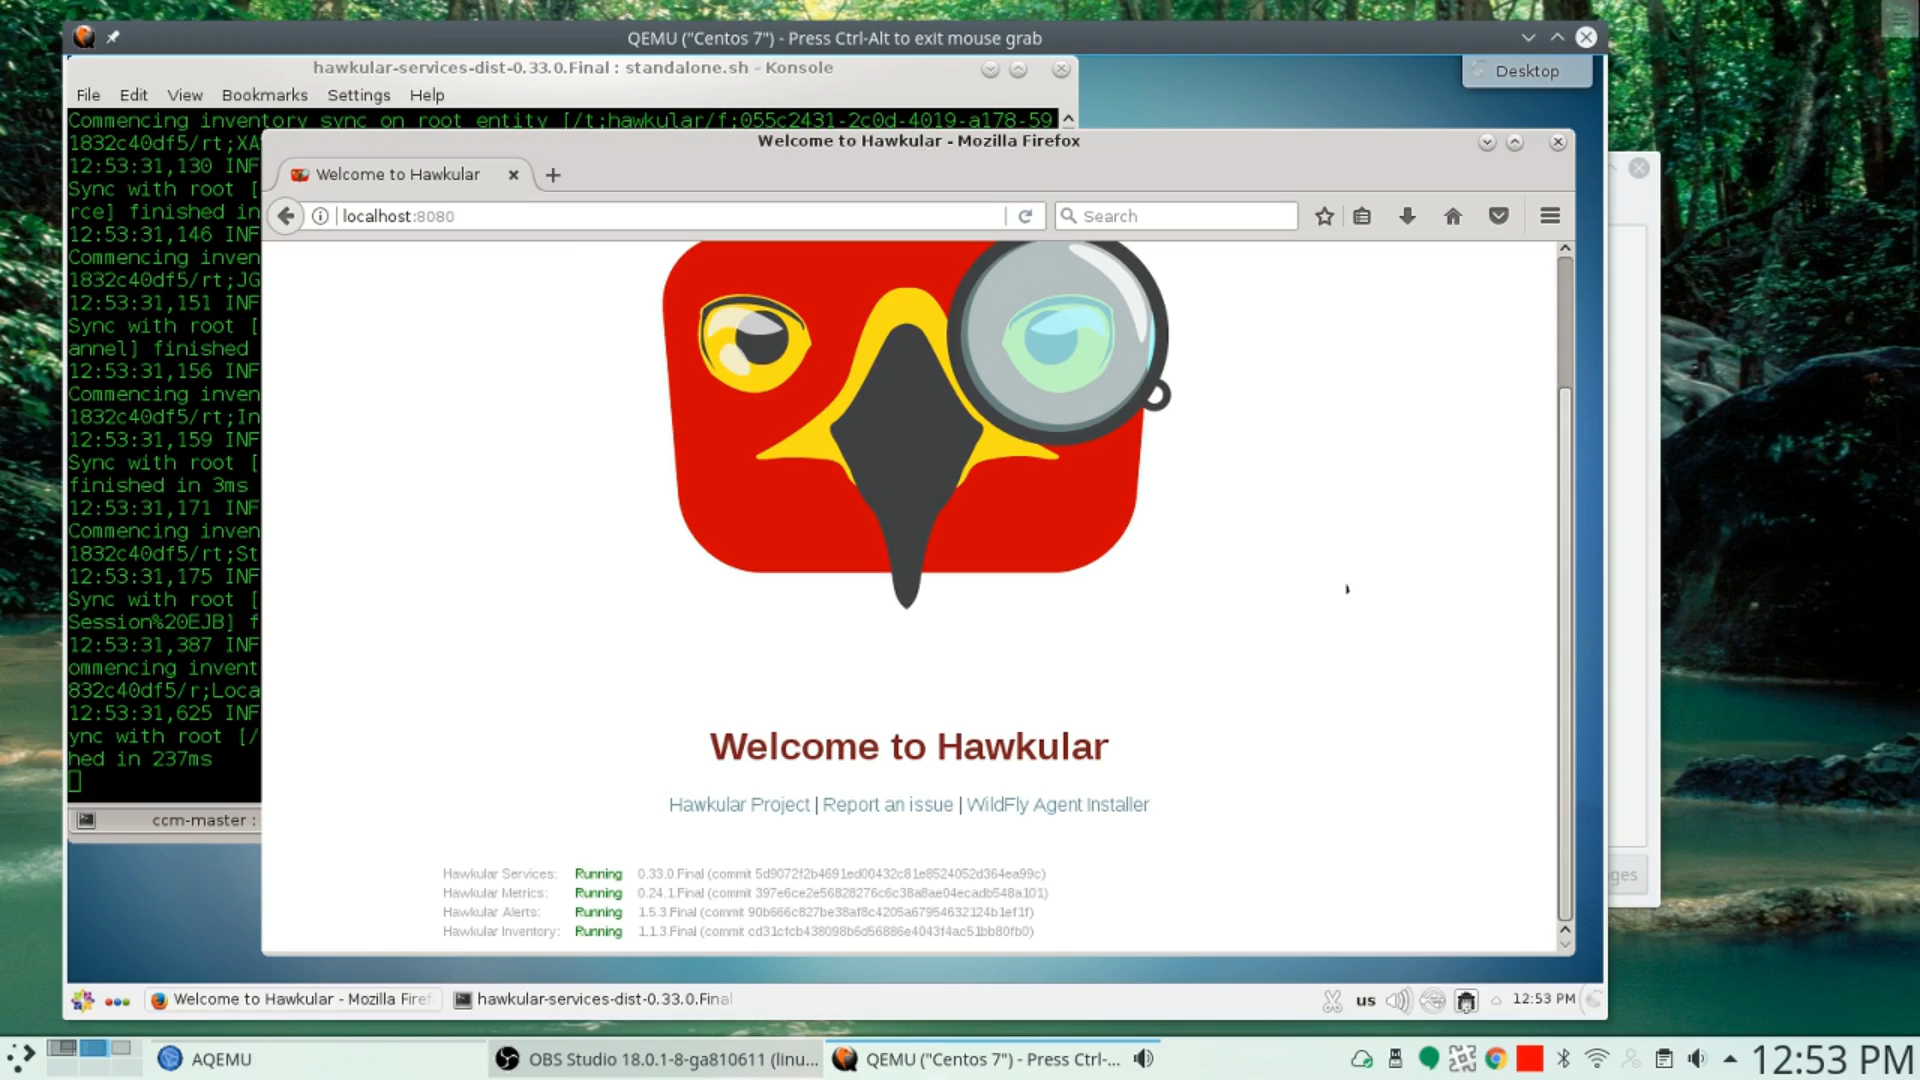 QEMU ("Centos 7") - Press Ctrl-Alt to exit mouse grab
hawkular-services-dist-0.33.0.Final : standalone.sh - Konsole
Desktop
File Edit View Bookmarks Settings Help
Commencing inventory sync on root entity [/t;hawkular/f;055c2431-2c0d-4019-a178-59
1832c40df5/rt;XA
12:53:31,130 INF
Sync with root [
rce] finished in
12:53:31,146 INF
Commencing inven
1832c40df5/rt;JG
12:53:31,151 INF
Sync with root [
annel] finished
12:53:31,156 INF
Commencing inven
1832c40df5/rt;In
12:53:31,159 INF
Sync with root [
finished in 3ms
12:53:31,171 INF
Commencing inven
1832c40df5/rt;St
12:53:31,175 INF
Sync with root [
Session%20EJB] f
12:53:31,387 INF
ommencing invent
832c40df5/r;Loca
12:53:31,625 INF
ync with root [/
hed in 237ms
ccm-master :
Welcome to Hawkular - Mozilla Firefox
Welcome to Hawkular
localhost:8080
Search
Welcome to Hawkular
Hawkular Project | Report an issue | WildFly Agent Installer
Hawkular Services: Running 0.33.0.Final (commit 5d9072f2b4691ed00432c81e8524052d364ea99c)
Hawkular Metrics: Running 0.24.1.Final (commit 397e6ce2e56828276c6c38a8ae04ecadb548a101)
Hawkular Alerts: Running 1.5.3.Final (commit 90b666c827be38af8c4205a67954632124b1ef1f)
Hawkular Inventory: Running 1.1.3.Final (commit cd31cfcb438098b6d56886e4043f4ac51bb80fb0)
ges
Welcome to Hawkular - Mozilla Firef
hawkular-services-dist-0.33.0.Final
us
12:53 PM
AQEMU
OBS Studio 18.0.1-8-ga810611 (linu...
QEMU ("Centos 7") - Press Ctrl-...
12:53 PM